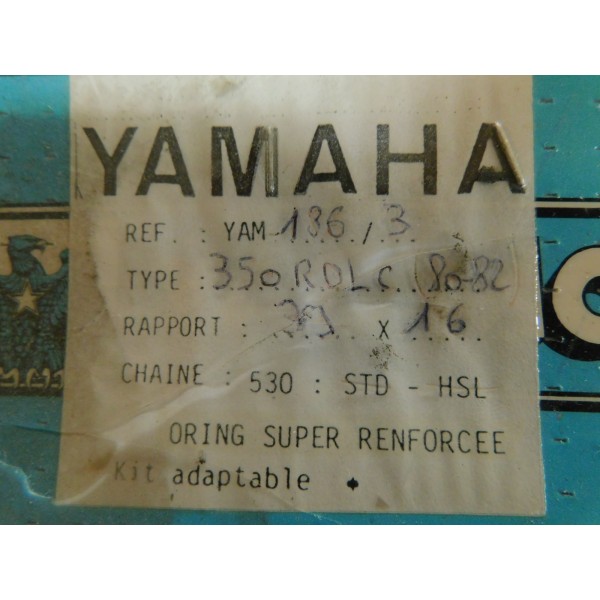 YAMAHA
REF. : YAM 136/3
TYPE : 350 RDLC 80-82
RAPPORT : 39 X 16
CHAINE : 530 : STD - HSL
ORING SUPER RENFORCEE
Kit adaptable